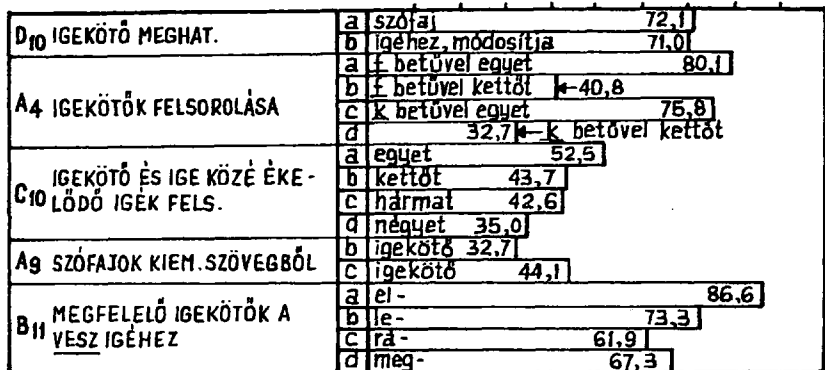 D10 IGEKÖTŐ MEGHAT.
a szófaj 72,1
b igéhez, módosítja 71,0
A4 IGEKÖTŐK FELSOROLÁSA
a f betűvel egyet 80,1
b f betűvel kettőt 40,8
c k betűvel egyet 75,8
d 32,7 k betűvel kettőt
C10 IGEKÖTŐ ÉS IGE KÖZÉ ÉKE-
LŐDŐ IGÉK FELS.
a egyet 52,5
b kettőt 43,7
c hármat 42,6
d négyet 35,0
A9 SZÓFAJOK KIEM. SZÖVEGBŐL
b igekötő 32,7
c igekötő 44,1
B11 MEGFELELŐ IGEKÖTŐK A
VESZ IGÉHEZ
a el- 86,6
b le- 73,3
c rá- 61,9
d meg- 67,3